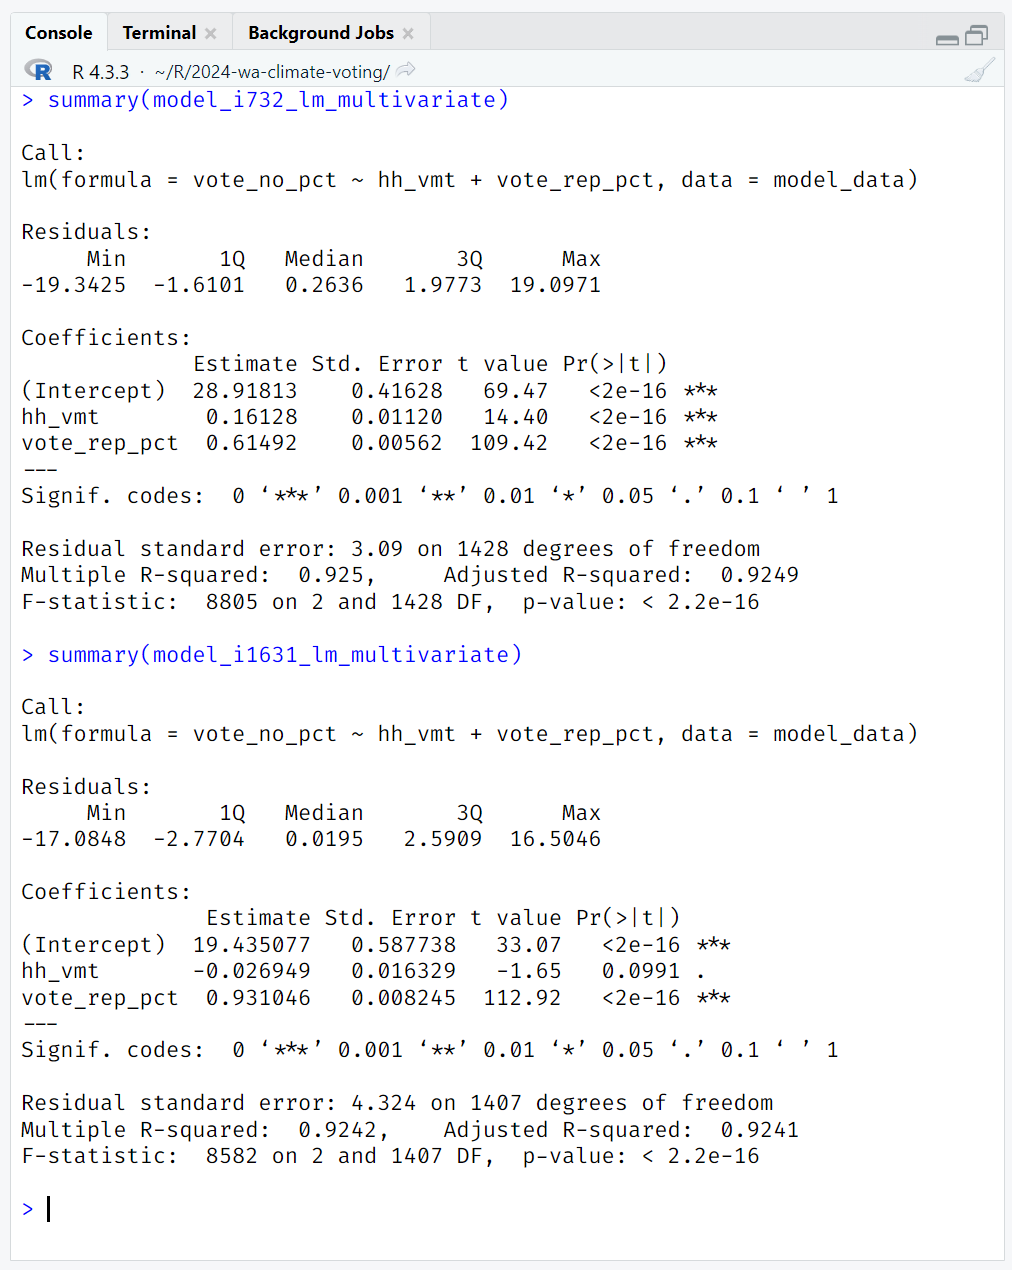 Console Terminal × Background Jobs ×
R R 4.3.3 · ~/R/2024-wa-climate-voting/
> summary(model_i732_lm_multivariate)
Call:
lm(formula = vote_no_pct ~ hh_vmt + vote_rep_pct, data = model_data)
Residuals:
     Min       1Q   Median       3Q      Max
-19.3425  -1.6101   0.2636   1.9773  19.0971
Coefficients:
             Estimate Std. Error t value Pr(>|t|)
(Intercept)  28.91813    0.41628   69.47   <2e-16 ***
hh_vmt        0.16128    0.01120   14.40   <2e-16 ***
vote_rep_pct  0.61492    0.00562  109.42   <2e-16 ***
---
Signif. codes:  0 ‘***’ 0.001 ‘**’ 0.01 ‘*’ 0.05 ‘.’ 0.1 ‘ ’ 1
Residual standard error: 3.09 on 1428 degrees of freedom
Multiple R-squared:  0.925,	Adjusted R-squared:  0.9249
F-statistic:  8805 on 2 and 1428 DF,  p-value: < 2.2e-16
> summary(model_i1631_lm_multivariate)
Call:
lm(formula = vote_no_pct ~ hh_vmt + vote_rep_pct, data = model_data)
Residuals:
     Min       1Q   Median       3Q      Max
-17.0848  -2.7704   0.0195   2.5909  16.5046
Coefficients:
              Estimate Std. Error t value Pr(>|t|)
(Intercept)  19.435077   0.587738   33.07   <2e-16 ***
hh_vmt       -0.026949   0.016329   -1.65   0.0991 .
vote_rep_pct  0.931046   0.008245  112.92   <2e-16 ***
---
Signif. codes:  0 ‘***’ 0.001 ‘**’ 0.01 ‘*’ 0.05 ‘.’ 0.1 ‘ ’ 1
Residual standard error: 4.324 on 1407 degrees of freedom
Multiple R-squared:  0.9242,	Adjusted R-squared:  0.9241
F-statistic:  8582 on 2 and 1407 DF,  p-value: < 2.2e-16
>